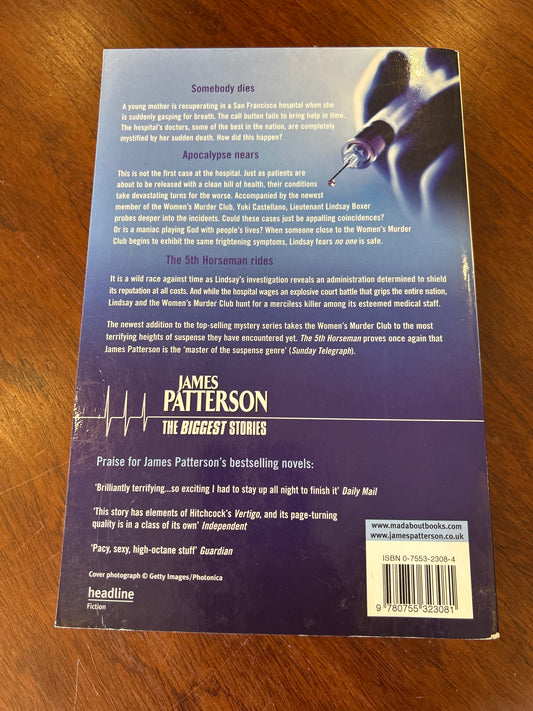 Somebody dies
A young mother is recuperating in a San Francisco hospital when she
is suddenly gasping for breath. The call button fails to bring help in time.
The hospital's doctors, some of the best in the nation, are completely
mystified by her sudden death. How did this happen?
Apocalypse nears
This is not the first case at the hospital. Just as patients are
about to be released with a clean bill of health, their conditions
take devastating turns for the worse. Accompanied by the newest
member of the Women's Murder Club, Yuki Castellano, Lieutenant Lindsay Boxer
probes deeper into the incidents. Could these cases just be appalling coincidences?
Or is a maniac playing God with people's lives? When someone close to the Women's Murder
Club begins to exhibit the same frightening symptoms, Lindsay fears no one is safe.
The 5th Horseman rides
It is a wild race against time as Lindsay's investigation reveals an administration determined to shield
its reputation at all costs. And while the hospital wages an explosive court battle that grips the entire nation,
Lindsay and the Women's Murder Club hunt for a merciless killer among its esteemed medical staff.
The newest addition to the top-selling mystery series takes the Women's Murder Club to the most
terrifying heights of suspense they have encountered yet. The 5th Horseman proves once again that
James Patterson is the 'master of the suspense genre' (Sunday Telegraph).
JAMES
PATTERSON
THE BIGGEST STORIES
Praise for James Patterson's bestselling novels:
'Brilliantly terrifying...so exciting I had to stay up all night to finish it' Daily Mail
'This story has elements of Hitchcock's Vertigo, and its page-turning
quality is in a class of its own' Independent
'Pacy, sexy, high-octane stuff' Guardian
Cover photograph © Getty Images/Photonica
headline
Fiction
www.madaboutbooks.com
www.jamespatterson.co.uk
ISBN 0-7553-2308-4
9 780755 323081